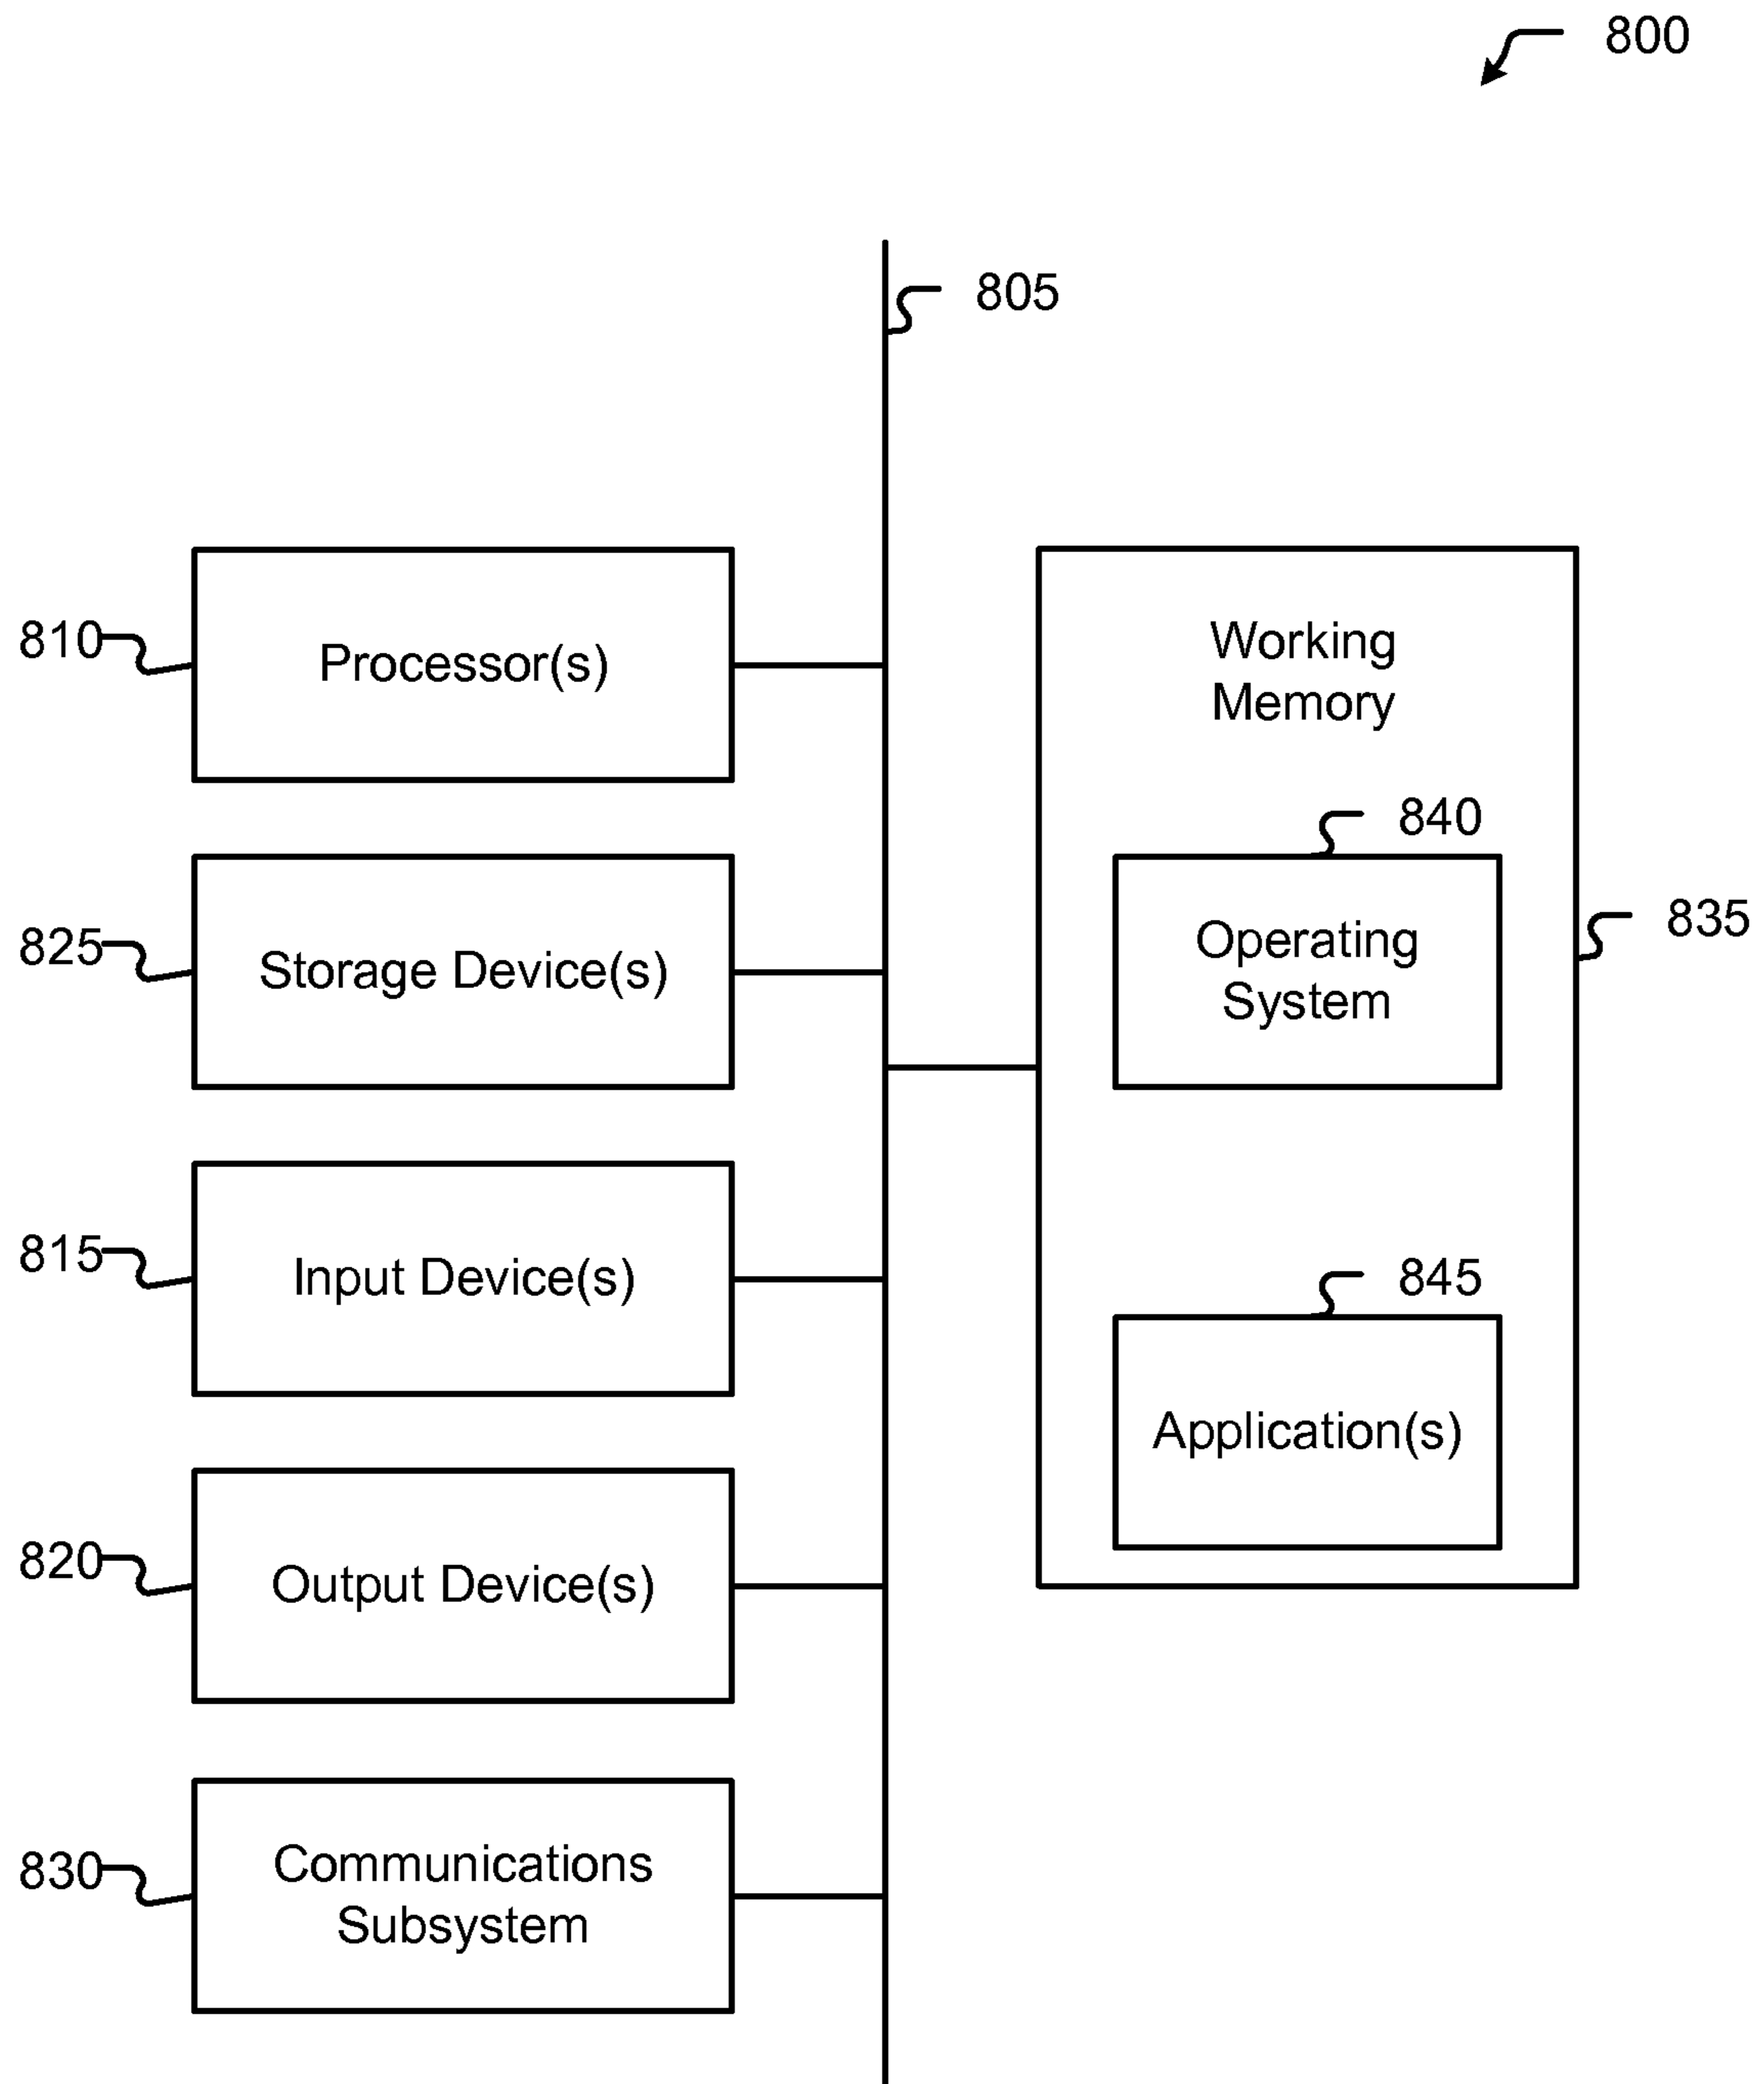 800
805
810
Processor(s)
825
Storage Device(s)
815
Input Device(s)
820
Output Device(s)
830
Communications
Subsystem
Working
Memory
840
Operating
System
835
845
Application(s)